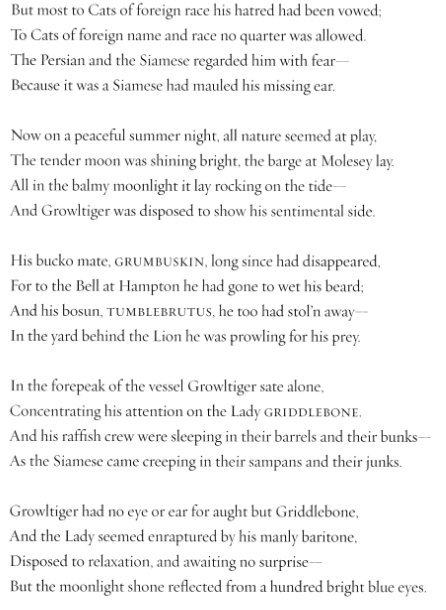 But most to Cats of foreign race his hatred had been vowed;
To Cats of foreign name and race no quarter was allowed.
The Persian and the Siamese regarded him with fear—
Because it was a Siamese had mauled his missing ear.

Now on a peaceful summer night, all nature seemed at play,
The tender moon was shining bright, the barge at Molesey lay.
All in the balmy moonlight it lay rocking on the tide—
And Growltiger was disposed to show his sentimental side.

His bucko mate, GRUMBUSKIN, long since had disappeared,
For to the Bell at Hampton he had gone to wet his beard;
And his bosun, TUMBLEBRUTUS, he too had stol'n away—
In the yard behind the Lion he was prowling for his prey.

In the forepeak of the vessel Growltiger sate alone,
Concentrating his attention on the Lady GRIDDLEBONE.
And his raffish crew were sleeping in their barrels and their bunks—
As the Siamese came creeping in their sampans and their junks.

Growltiger had no eye or ear for aught but Griddlebone,
And the Lady seemed enraptured by his manly baritone,
Disposed to relaxation, and awaiting no surprise—
But the moonlight shone reflected from a hundred bright blue eyes.